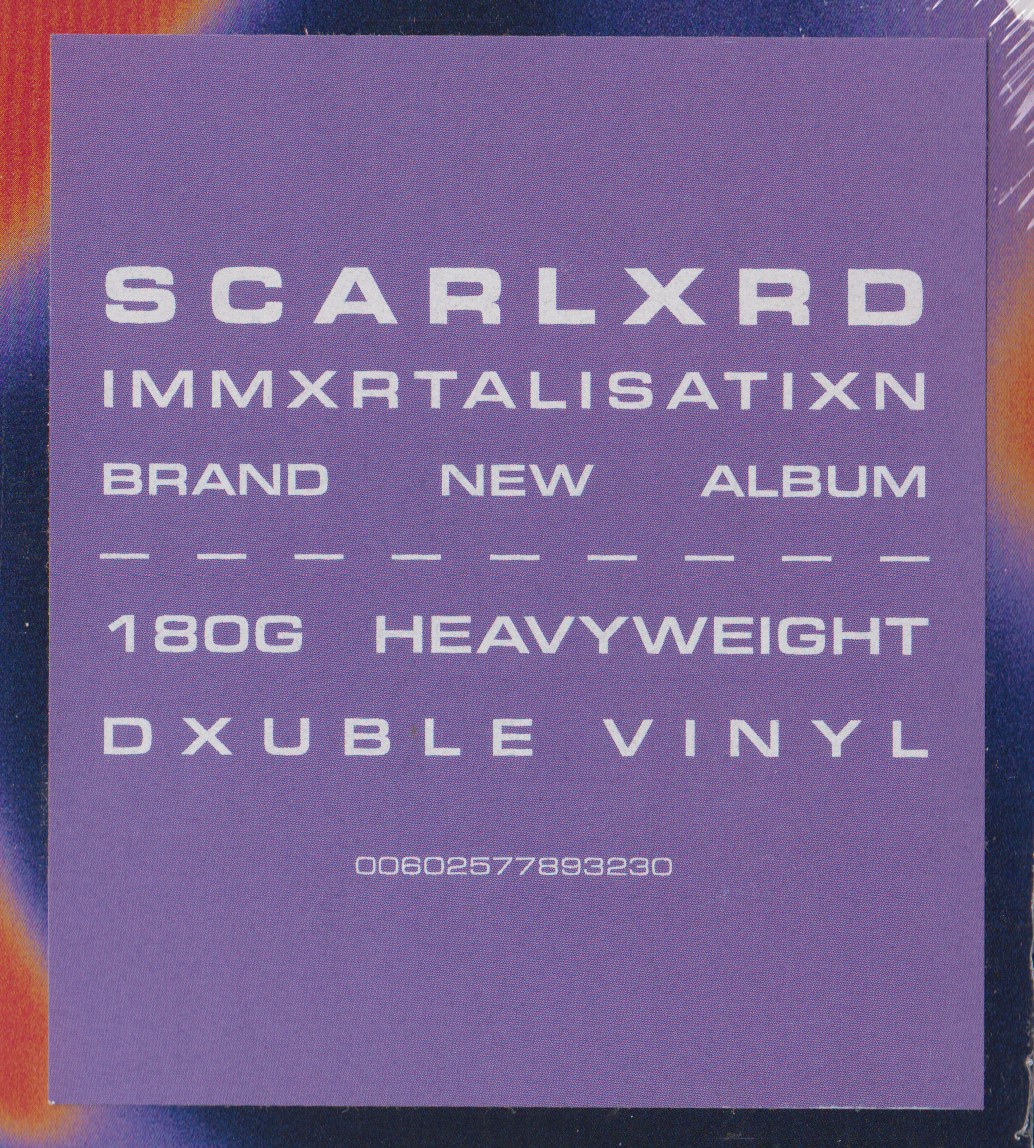 SCARLXRD
IMMXRTALISATIXN
BRAND NEW ALBUM
— — — — — — — — —
180G HEAVYWEIGHT
DXUBLE VINYL
00602577893230